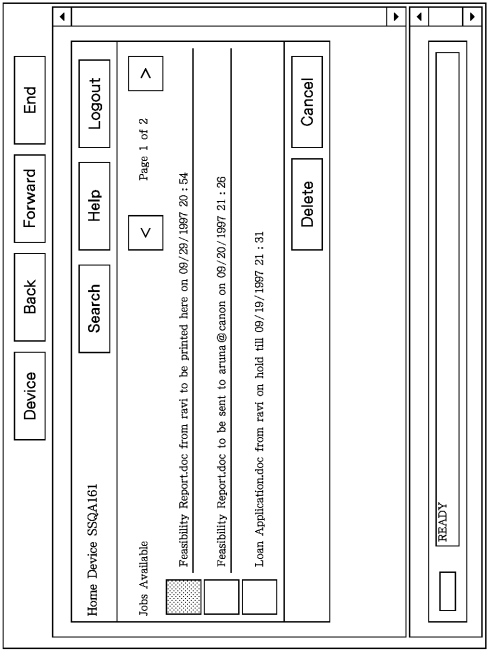 Device Back Forward End
Home Device SSQA161 Search Help Logout
Jobs Available < Page 1 of 2 >
Feasibility Report.doc from ravi to be printed here on 09/29/1997 20:54
Feasibility Report.doc to be sent to aruna@canon on 09/20/1997 21:26
Loan Application.doc from ravi on hold till 09/19/1997 21:31
Delete Cancel
READY